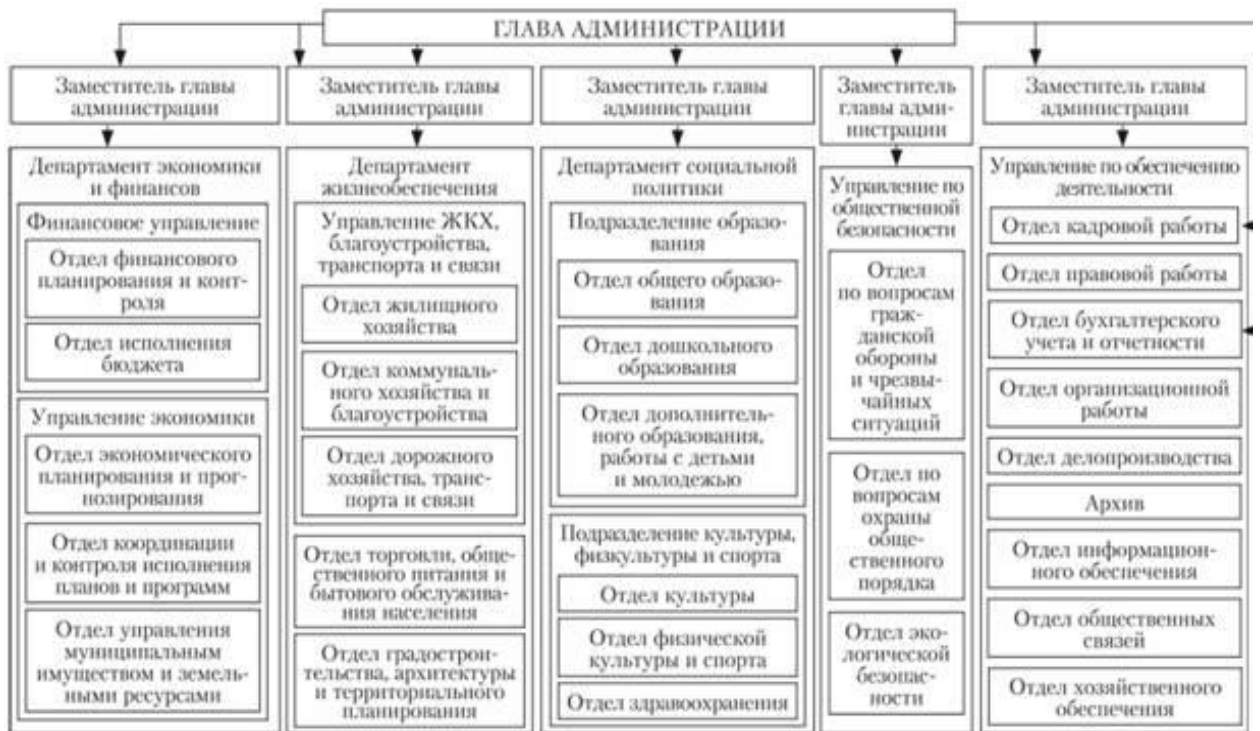 ГЛАВА АДМИНИСТРАЦИИ
Заместитель главы
администрации
Департамент экономики
и финансов
Финансовое управление
Отдел финансового
планирования и конт-
роля
Отдел исполнения
бюджета
Управление экономики
Отдел экономического
планирования и прог-
нозирования
Отдел координации
и контроля исполнения
планов и программ
Отдел управления
муниципальным
имуществом и земель-
ными ресурсами
Заместитель главы
администрации
Департамент
жизнеобеспечения
Управление ЖКХ,
благоустройства,
транспорта и связи
Отдел жилищного
хозяйства
Отдел коммуналь-
ного хозяйства и
благоустройства
Отдел дорожного
хозяйства, транс-
порта и связи
Отдел торговли, обще-
ственного питания и
бытового обслужива-
ния населения
Отдел градострои-
тельства, архитектуры
и территориального
планирования
Заместитель главы
администрации
Департамент социальной
политики
Подразделение образо-
вания
Отдел общего образо-
вания
Отдел дошкольного
образования
Отдел дополнитель-
ного образования,
работы с детьми
и молодежью
Подразделение культуры,
физкультуры и спорта
Отдел культуры
Отдел физической
культуры и спорта
Отдел здравоохранения
Заместитель
главы админи-
нистрации
Управление по
общественной
безопасности
Отдел
по вопросам
граж-
данской
обороны
и чрезвы-
чайных
ситуаций
Отдел по
вопросам
охраны
обще-
ственного
порядка
Отдел эко-
логической
безопас-
ности
Заместитель главы
администрации
Управление по обеспечению
деятельности
Отдел кадровой работы
Отдел правовой работы
Отдел бухгалтерского
учета и отчетности
Отдел организационной
работы
Отдел делопроизводства
Архив
Отдел информацион-
ного обеспечения
Отдел общественных
связей
Отдел хозяйственного
обеспечения